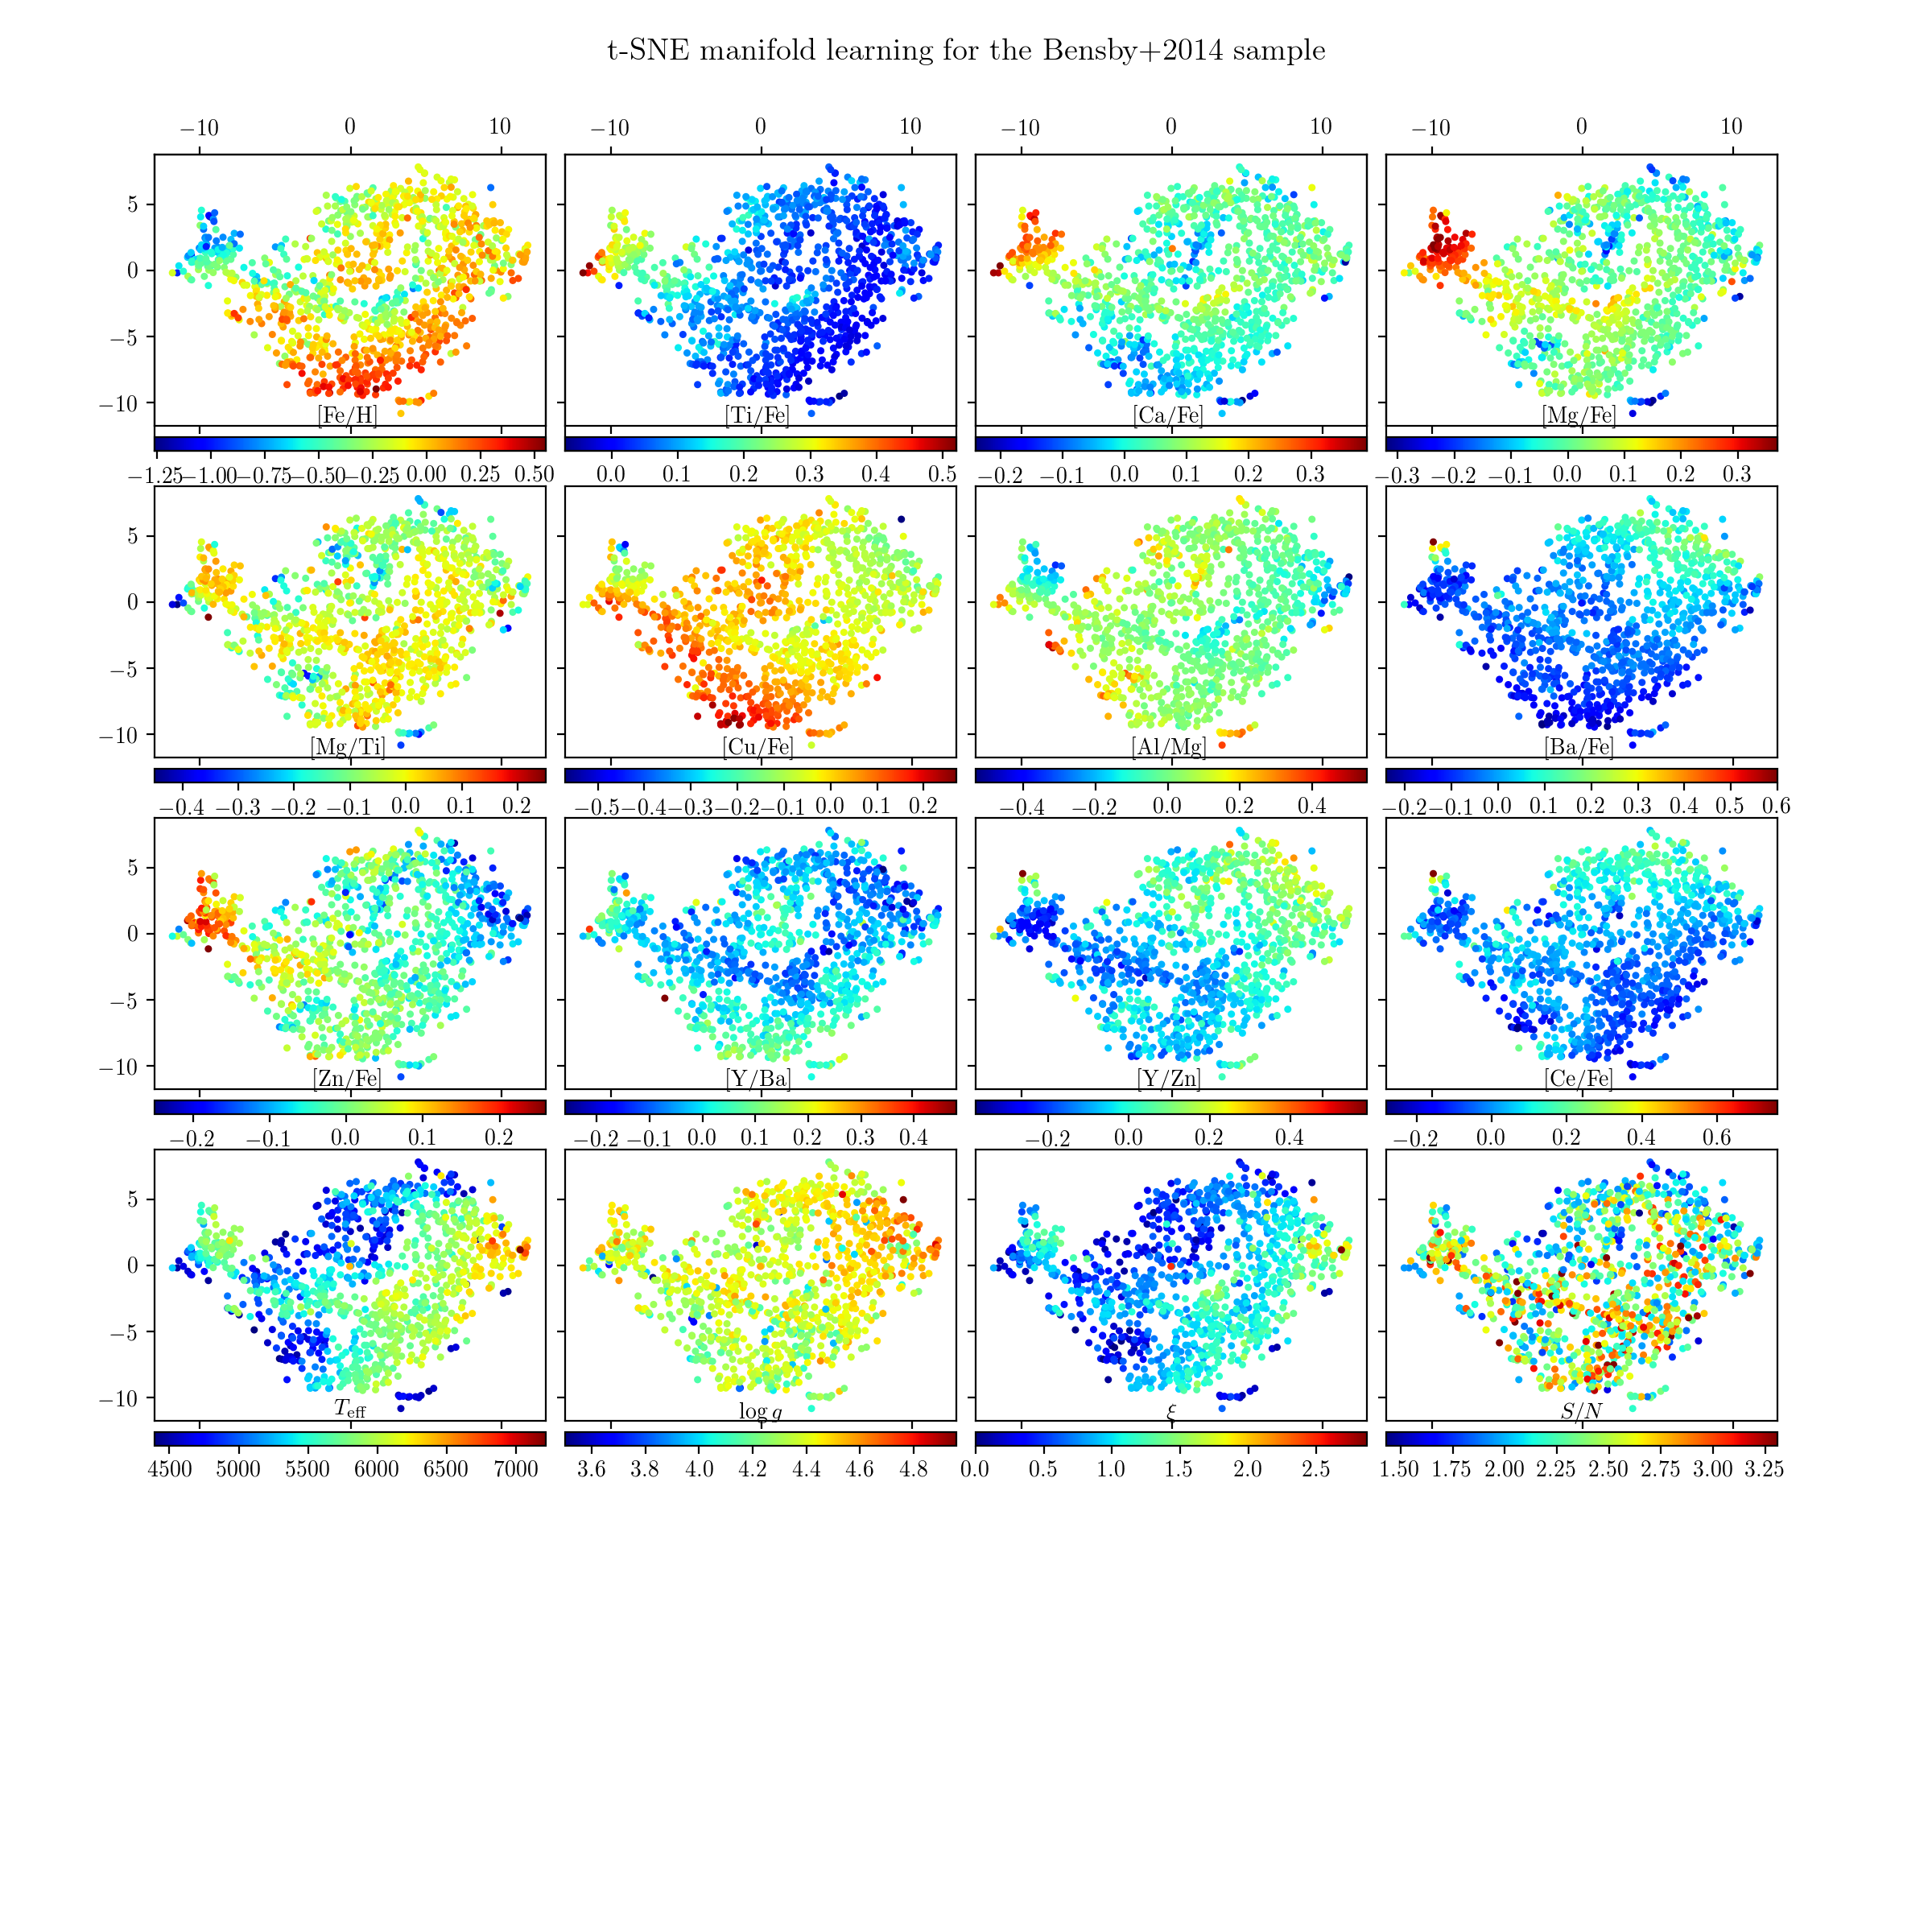 t-SNE manifold learning for the Bensby+2014 sample
−10 0 10 −10 0 10 −10 0 10 −10 0 10
5
0
−5
−10
[Fe/H] [Ti/Fe] [Ca/Fe] [Mg/Fe]
−1.25 −1.00 −0.75 −0.50 −0.25 0.00 0.25 0.50 0.0 0.1 0.2 0.3 0.4 0.5 −0.2 −0.1 0.0 0.1 0.2 0.3 −0.3 −0.2 −0.1 0.0 0.1 0.2 0.3
5
0
−5
−10
[Mg/Ti] [Cu/Fe] [Al/Mg] [Ba/Fe]
−0.4 −0.3 −0.2 −0.1 0.0 0.1 0.2 −0.5 −0.4 −0.3 −0.2 −0.1 0.0 0.1 0.2 −0.4 −0.2 0.0 0.2 0.4 −0.2 −0.1 0.0 0.1 0.2 0.3 0.4 0.5 0.6
5
0
−5
−10
[Zn/Fe] [Y/Ba] [Y/Zn] [Ce/Fe]
−0.2 −0.1 0.0 0.1 0.2 −0.2 −0.1 0.0 0.1 0.2 0.3 0.4 −0.2 0.0 0.2 0.4 −0.2 0.0 0.2 0.4 0.6
5
0
−5
−10
Teff log g ξ S/N
4500 5000 5500 6000 6500 7000 3.6 3.8 4.0 4.2 4.4 4.6 4.8 0.0 0.5 1.0 1.5 2.0 2.5 1.50 1.75 2.00 2.25 2.50 2.75 3.00 3.25